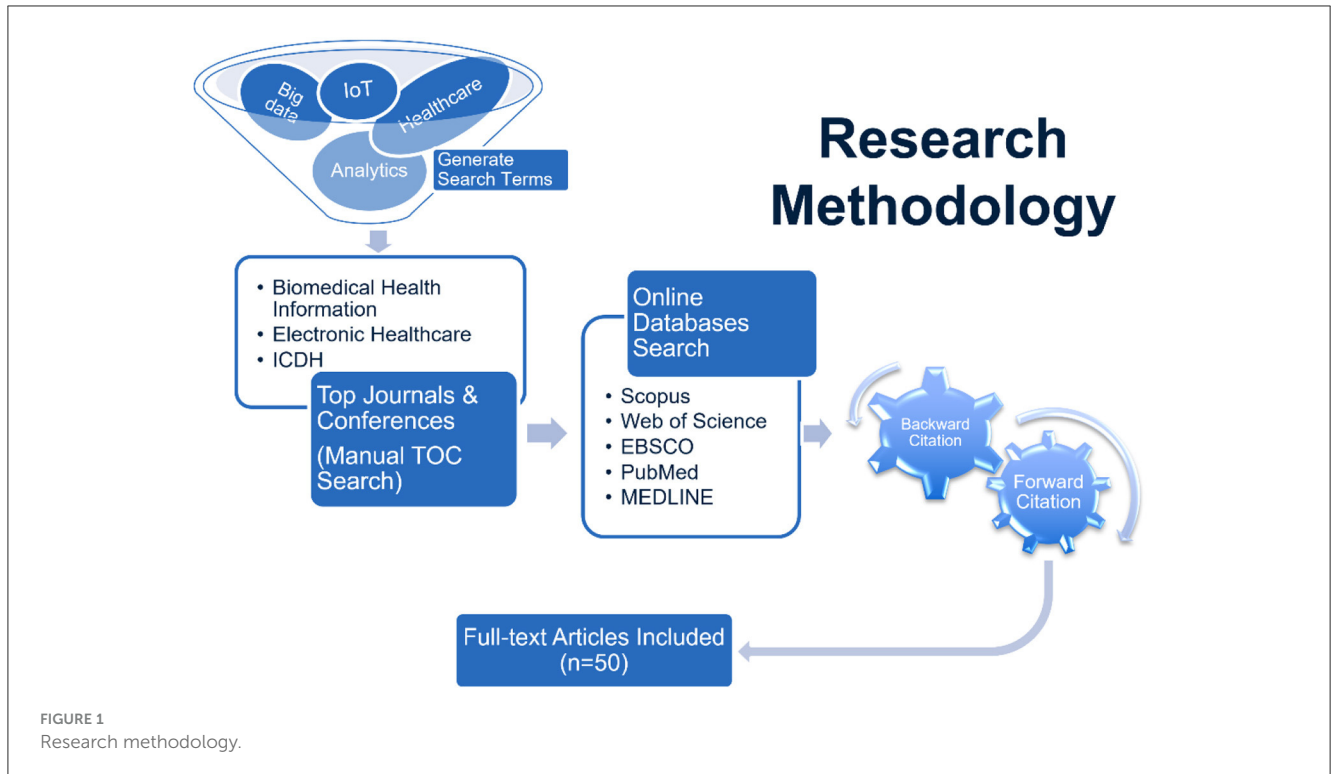 Big
data
IoT
Healthcare
Analytics
Generate
Search Terms
Research
Methodology
• Biomedical Health
Information
• Electronic Healthcare
• ICDH
Top Journals &
Conferences
(Manual TOC
Search)
Online
Databases
Search
• Scopus
• Web of Science
• EBSCO
• PubMed
• MEDLINE
Backward
Citation
Forward
Citation
Full-text Articles Included
(n=50)
FIGURE 1
Research methodology.